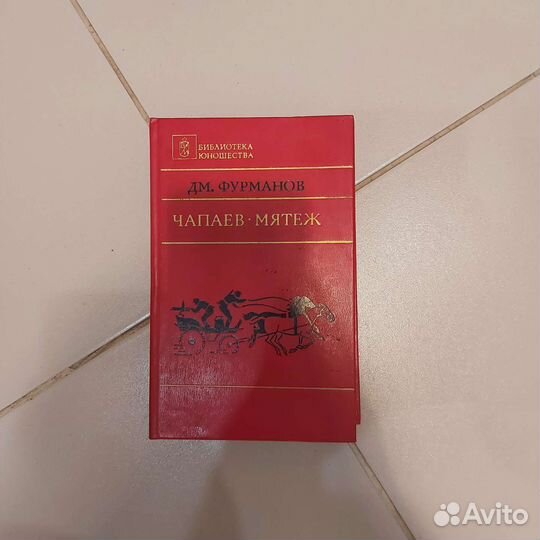 БИБЛИОТЕКА
ЮНОШЕСТВА
ДМ. ФУРМАНОВ
ЧАПАЕВ · МЯТЕЖ
Avito